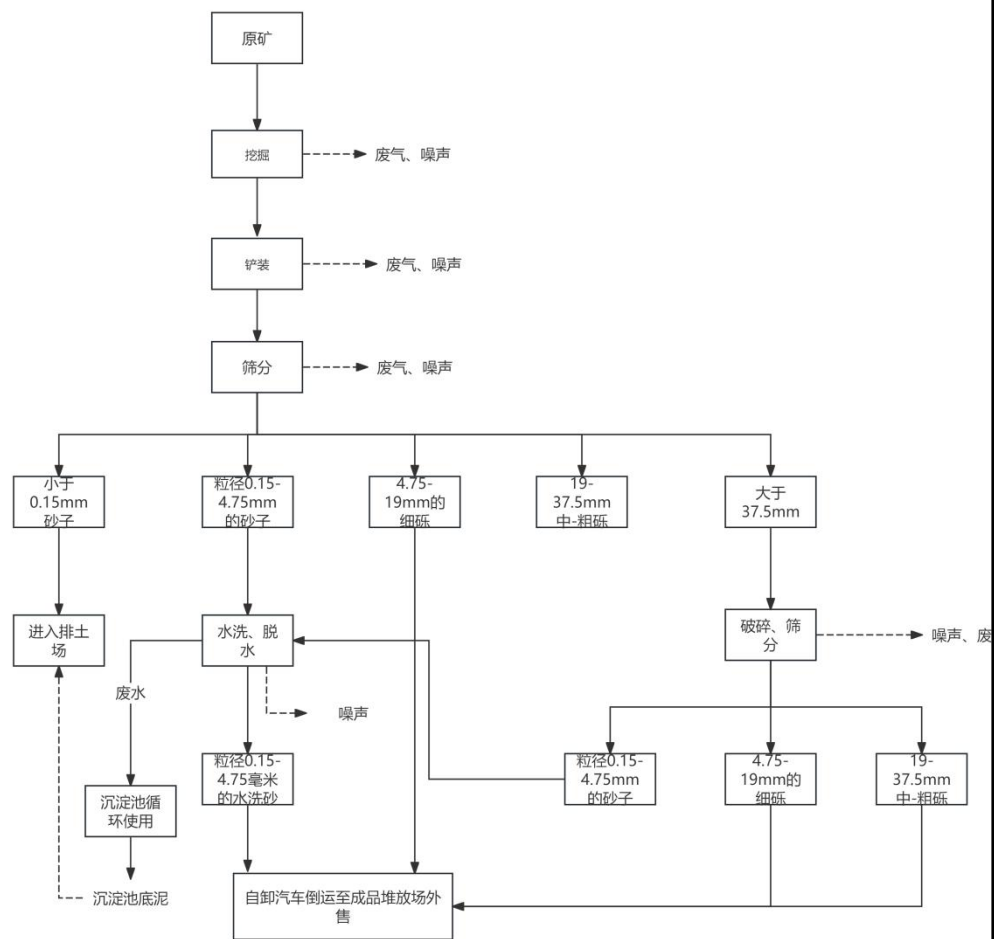 原矿
挖掘
废气、噪声
铲装
废气、噪声
筛分
废气、噪声
小于
0.15mm
砂子
粒径0.15-
4.75mm
的砂子
4.75-
19mm的
细砾
19-
37.5mm
中-粗砾
大于
37.5mm
进入排土
场
水洗、脱
水
破碎、筛
分
噪声、废
废水
噪声
粒径0.15-
4.75毫米
的水洗砂
粒径0.15-
4.75mm
的砂子
4.75-
19mm的
细砾
19-
37.5mm
中-粗砾
沉淀池循
环使用
沉淀池底泥
自卸汽车倒运至成品堆放场外
售